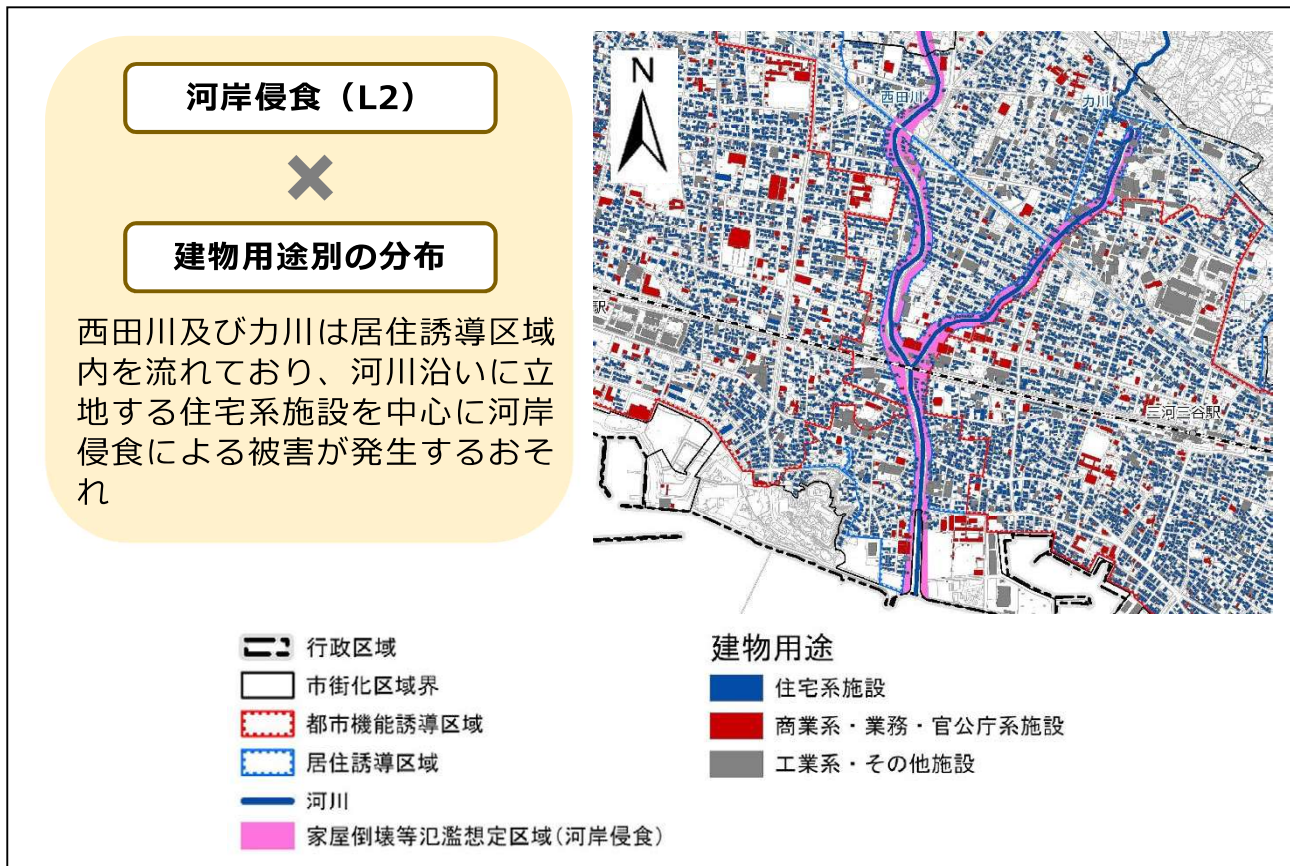 河岸侵食（L2）
×
建物用途別の分布
西田川及び力川は居住誘導区域
内を流れており、河川沿いに立
地する住宅系施設を中心に河岸
侵食による被害が発生するおそ
れ
N
西田川
力川
駅
三河三谷駅
行政区域
市街化区域界
都市機能誘導区域
居住誘導区域
河川
家屋倒壊等氾濫想定区域（河岸侵食）
建物用途
住宅系施設
商業系・業務・官公庁系施設
工業系・その他施設